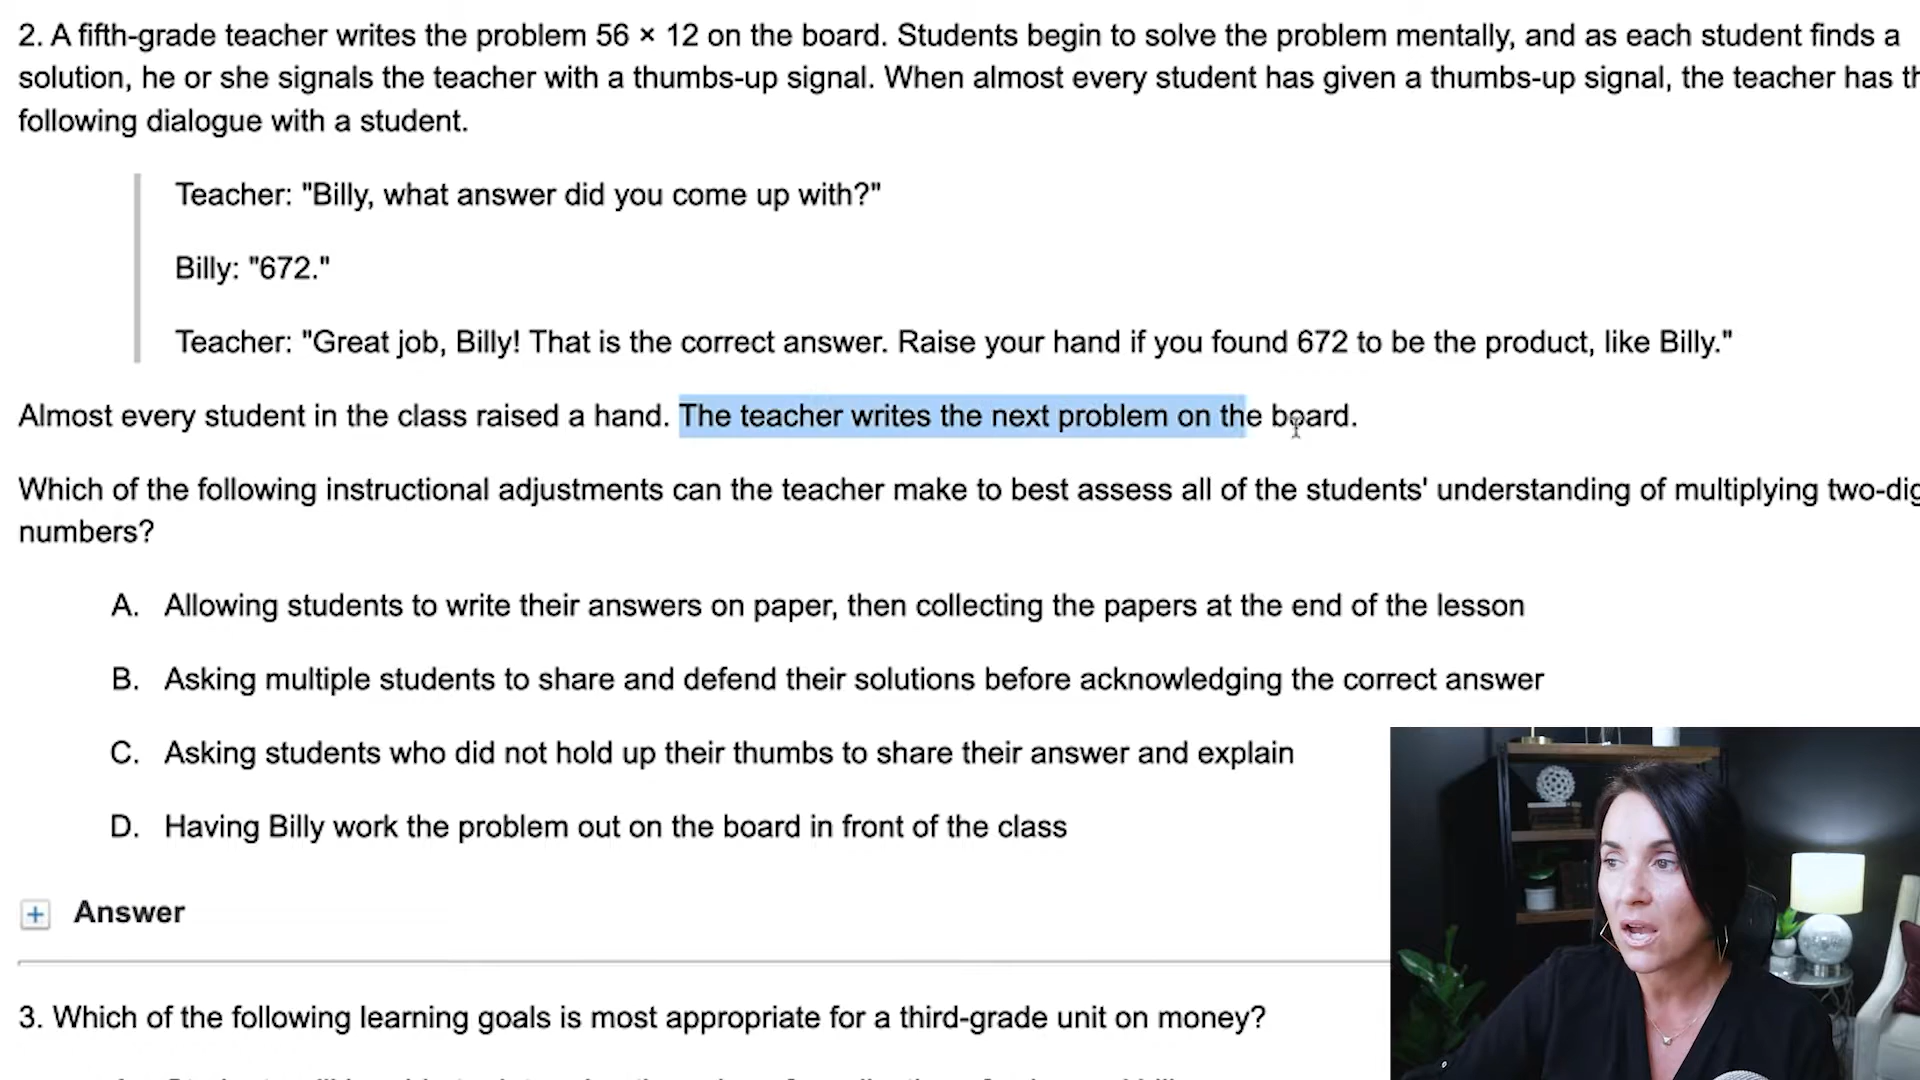 2. A fifth-grade teacher writes the problem 56 × 12 on the board. Students begin to solve the problem mentally, and as each student finds a
solution, he or she signals the teacher with a thumbs-up signal. When almost every student has given a thumbs-up signal, the teacher has
following dialogue with a student.
Teacher: "Billy, what answer did you come up with?"
Billy: "672."
Teacher: "Great job, Billy! That is the correct answer. Raise your hand if you found 672 to be the product, like Billy."
Almost every student in the class raised a hand. The teacher writes the next problem on the board.
Which of the following instructional adjustments can the teacher make to best assess all of the students' understanding of multiplying
numbers?
A. Allowing students to write their answers on paper, then collecting the papers at the end of the lesson
B. Asking multiple students to share and defend their solutions before acknowledging the correct answer
C. Asking students who did not hold up their thumbs to share their answer and explain
D. Having Billy work the problem out on the board in front of the class
+ Answer
3. Which of the following learning goals is most appropriate for a third-grade unit on money?